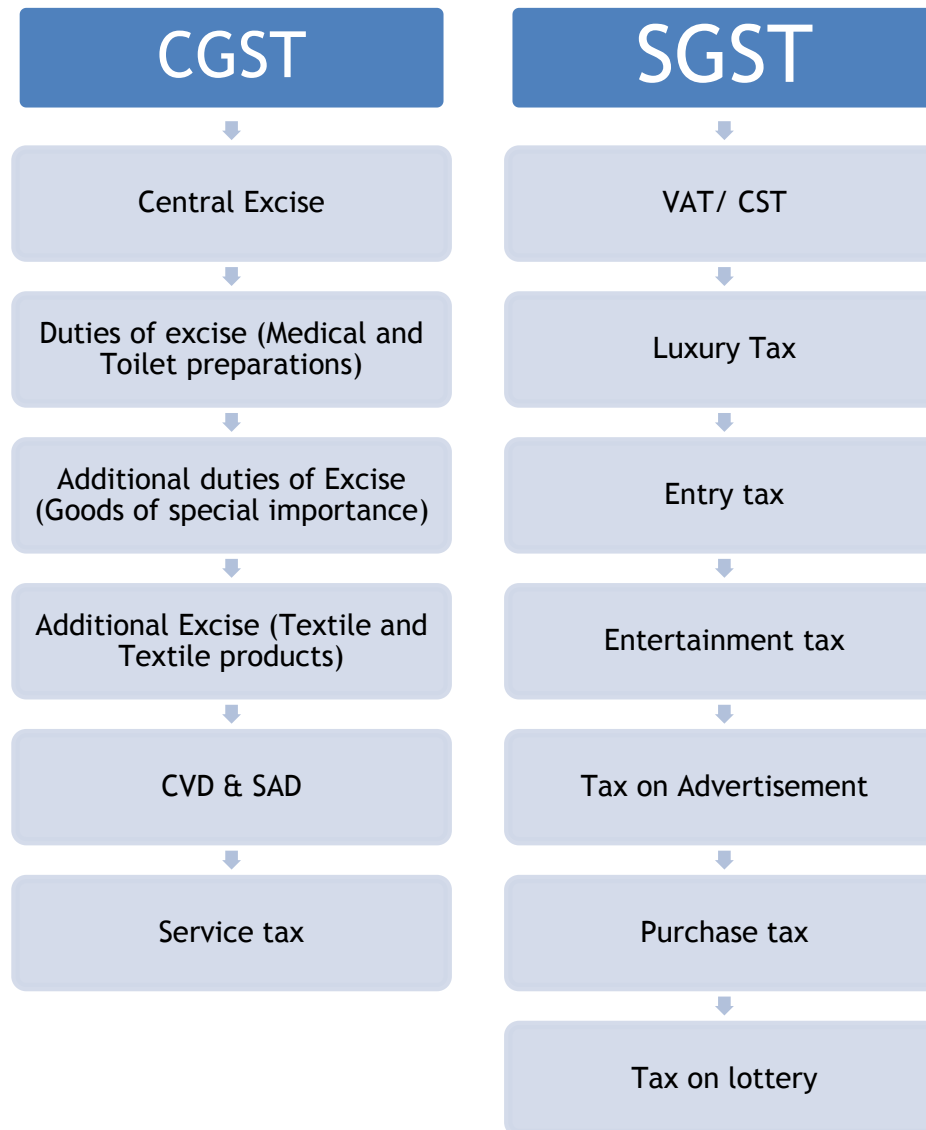 CGST
Central Excise
Duties of excise (Medical and
Toilet preparations)
Additional duties of Excise
(Goods of special importance)
Additional Excise (Textile and
Textile products)
CVD & SAD
Service tax
SGST
VAT/ CST
Luxury Tax
Entry tax
Entertainment tax
Tax on Advertisement
Purchase tax
Tax on lottery